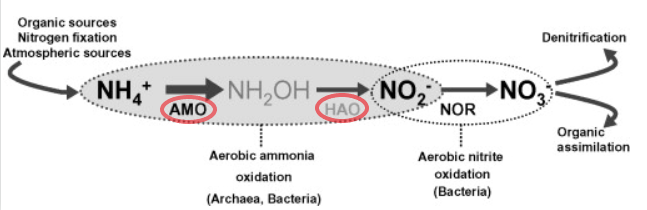 Organic sources
Nitrogen fixation
Atmospheric sources
Denitrification
NH₄⁺ NH₂OH NO₂⁻ NO₃⁻
AMO HAO NOR
Organic
assimilation
Aerobic ammonia
oxidation
(Archaea, Bacteria)
Aerobic nitrite
oxidation
(Bacteria)